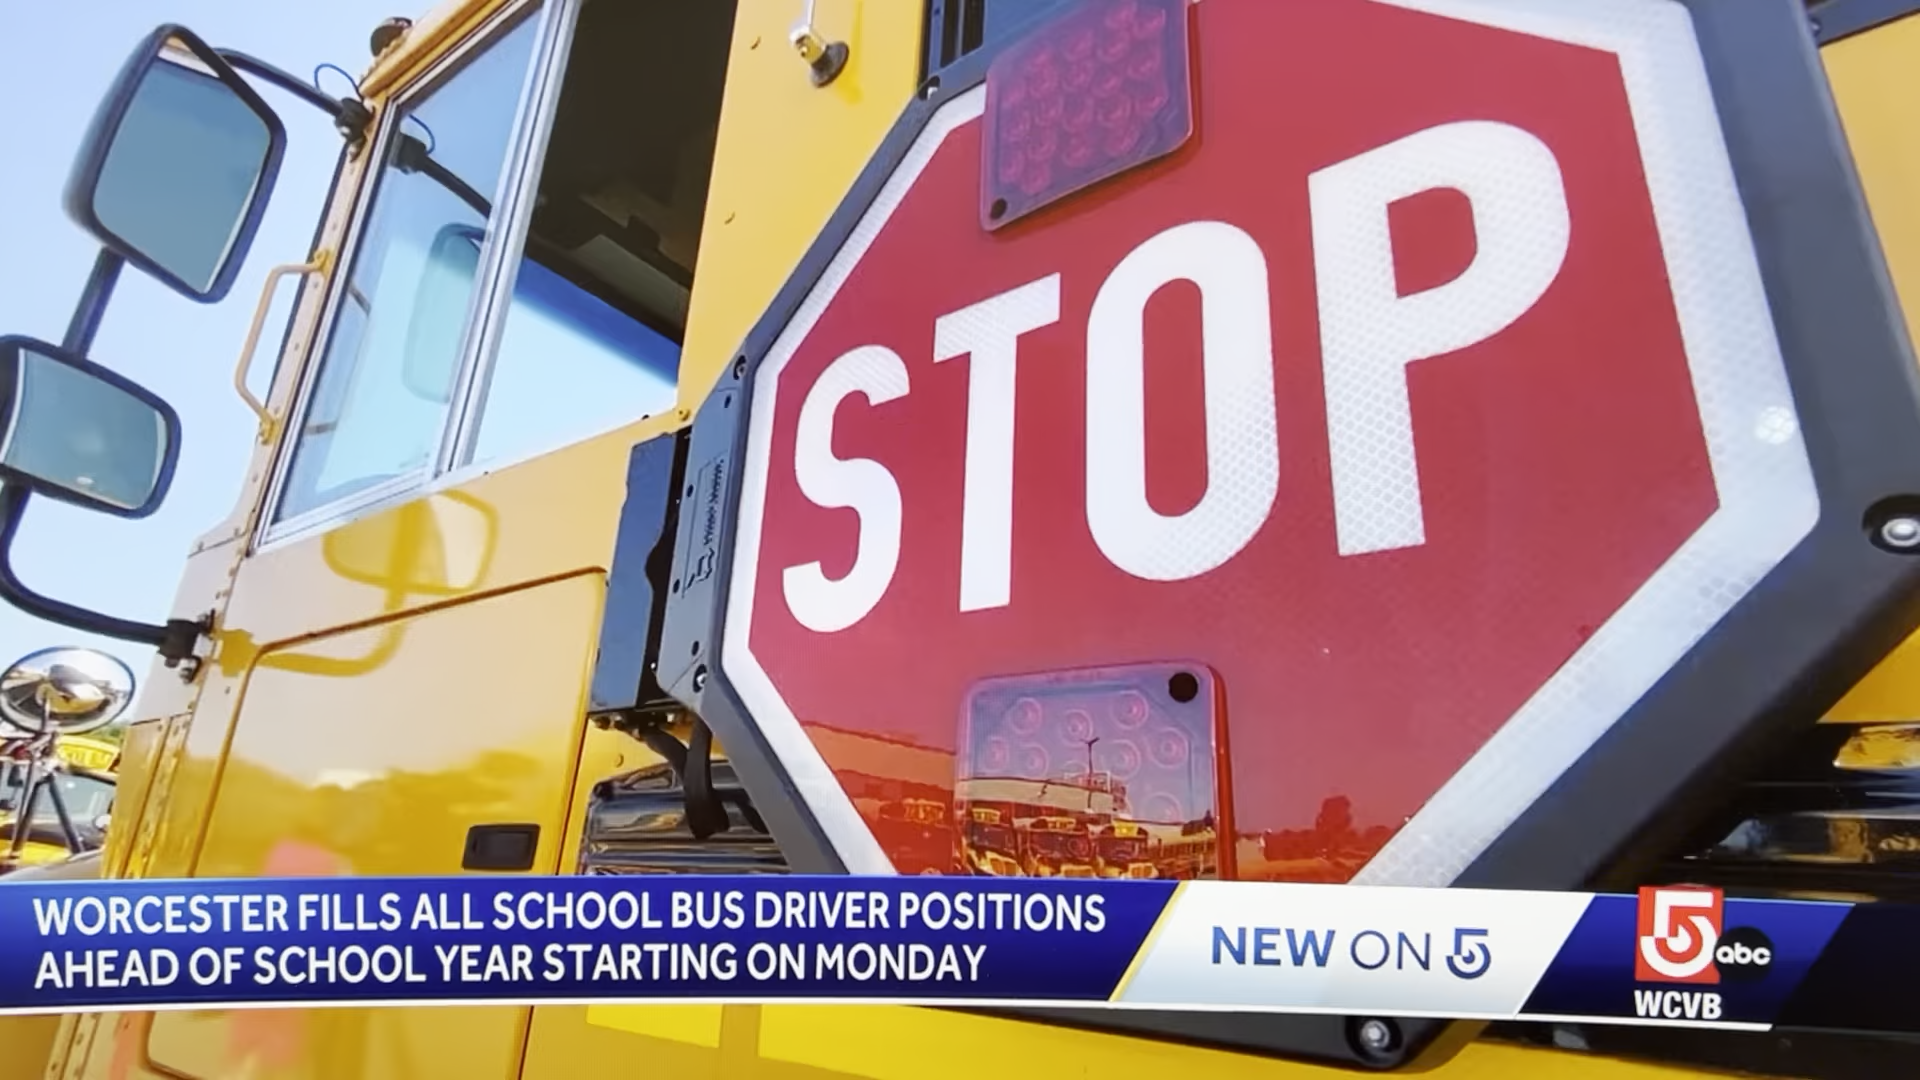 STOP
WORCESTER FILLS ALL SCHOOL BUS DRIVER POSITIONS
AHEAD OF SCHOOL YEAR STARTING ON MONDAY
NEW ON 5
5 abc
WCVB